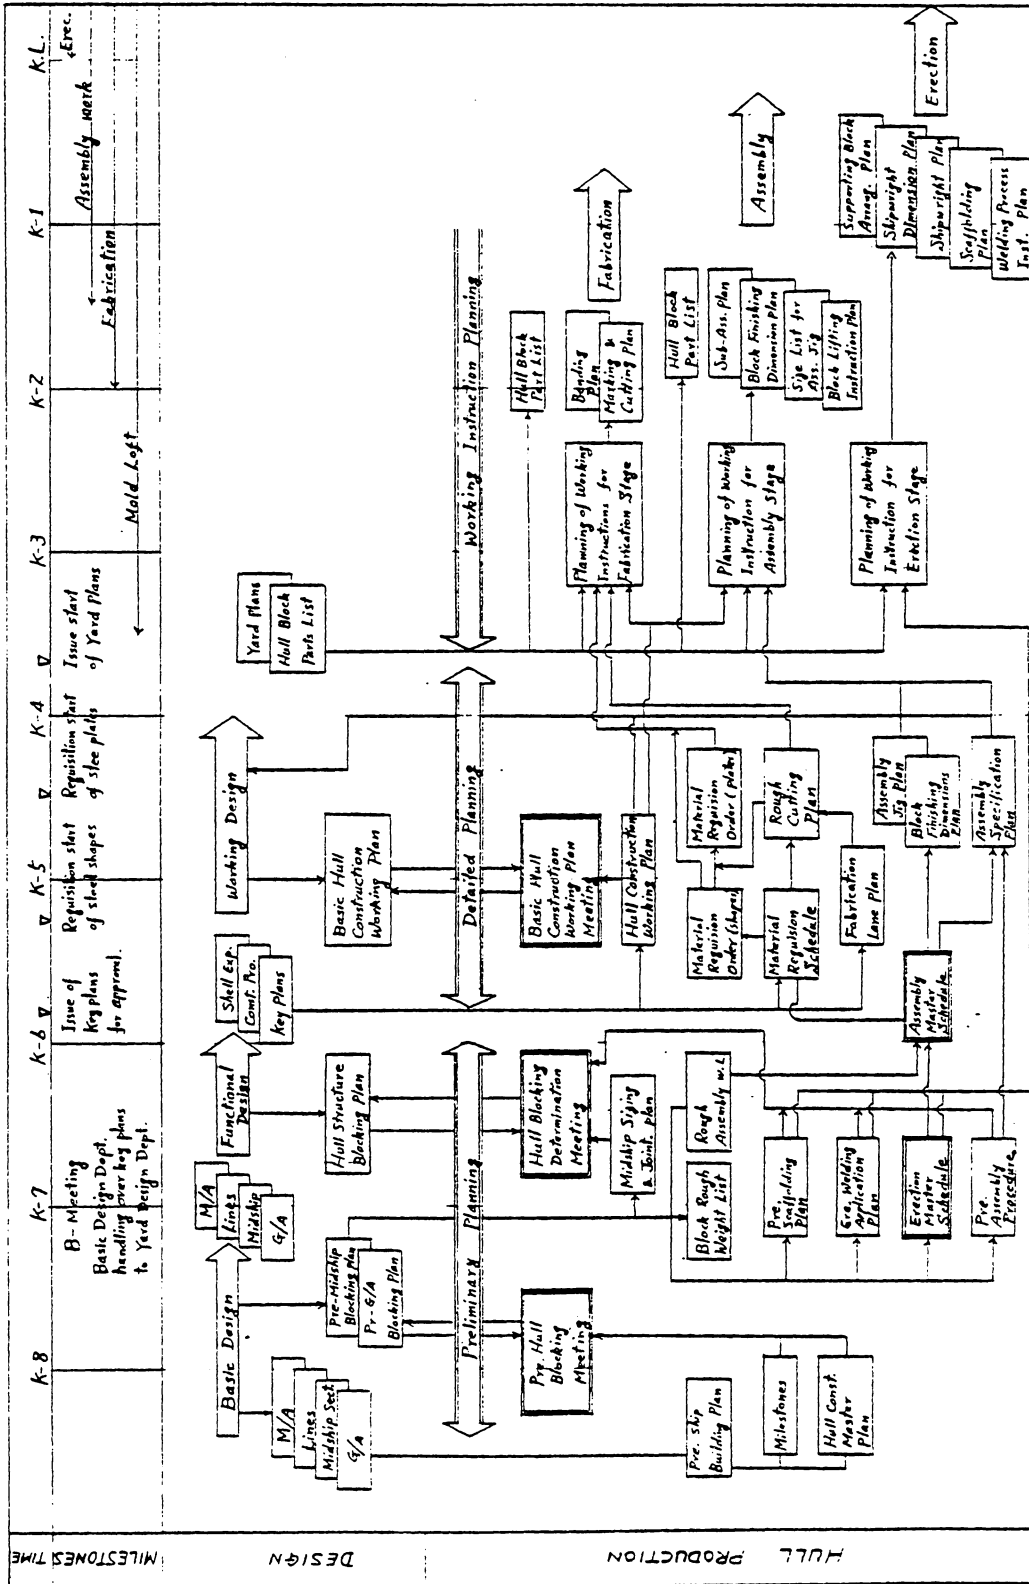 K-8
K-7
K-6
K-5
K-4
K-3
K-2
K-1
K.L.
B-Meeting
Basic Design Dept.
handling over key plans
to Yard Design Dept.
Issue of
Key plans
for approval.
Requisition start
of steed shapes
Requisition start
of stee plates
Issue start
of Yard Plans
Mold Loft
Fabrication
Assembly work
Erec.
MILESTONES TIME
DESIGN
HULL PRODUCTION
Basic Design
Functional
Design
Working Design
M/A
Lines
Midship Sect.
G/A
M/A
Lines
Midship
G/A
Shell Exp.
Const. Pro.
Key Plans
Yard Plans
Hull Block
Parts List
Pre-Midship
Blocking Plan
Pr-G/A
Blocking Plan
Hull Structure
Blocking Plan
Basic Hull
Construction
Working Plan
Preliminary Planning
Detailed Planning
Working Instruction Planning
Pre. Hull
Blocking
Meeting
Hull Blocking
Determination
Meeting
Basic Hull
Construction
Working Plan
Meeting
Midship Sizing
& Joint. plan
Hull Construction
Working Plan
Hull Block
Part List
Pre. Ship
Building Plan
Milestones
Hull Const.
Master
Plan
Block Rough
Weight List
Rough
Assembly W.L
Pre.
Scaffolding
Plan
Gra. Welding
Application
Plan
Erection
Master
Schedule
Pre.
Assembly
Procedure
Material
Requision
Order (shapes)
Material
Requision
Order (plates)
Material
Requision
Schedule
Rough
Cutting
Plan
Fabrication
Lane Plan
Assembly
Master
Schedule
Assembly
Jig Plan
Block
Finishing
Dimensions
Plan
Assembly
Specification
Plan
Planning of Working
Instructions for
Fabrication Stage
Bending
Plan
Marking &
Cutting Plan
Fabrication
Hull Block
Part List
Planning of Working
Instruction for
Assembly Stage
Sub-Ass. Plan
Block Finishing
Dimension Plan
Size List for
Ass. Jig
Block Lifting
Instruction Plan
Assembly
Planning of Working
Instruction for
Erection Stage
Supporting Block
Arrang. Plan
Shipwright
Dimension Plan
Shipwright Plan
Scaffolding
Plan
Welding Process
Inst. Plan
Erection